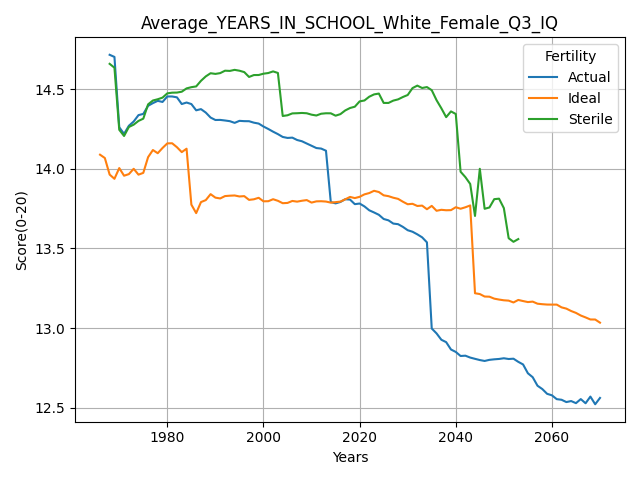 Average_YEARS_IN_SCHOOL_White_Female_Q3_IQ
Fertility
Actual
Ideal
Sterile
Score(0-20)
14.5
14.0
13.5
13.0
12.5
1980
2000
2020
2040
2060
Years